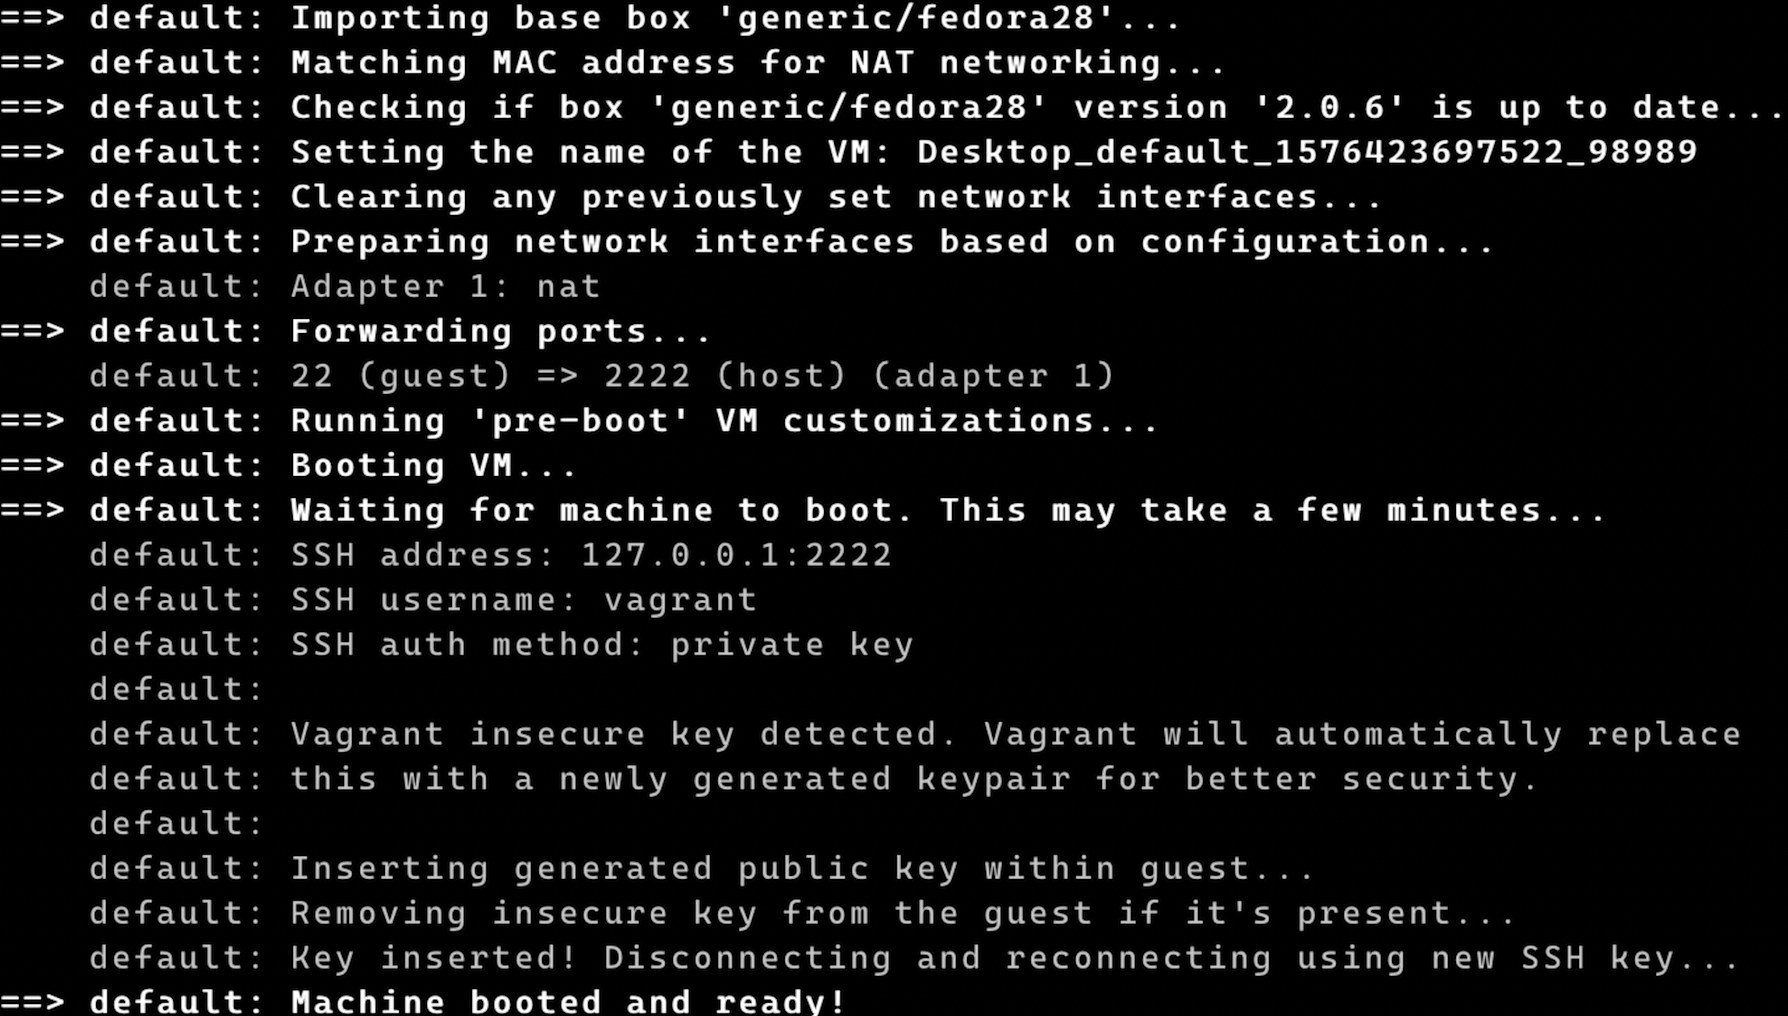 ==> default: Importing base box 'generic/fedora28'...
==> default: Matching MAC address for NAT networking...
==> default: Checking if box 'generic/fedora28' version '2.0.6' is up to date...
==> default: Setting the name of the VM: Desktop_default_1576423697522_98989
==> default: Clearing any previously set network interfaces...
==> default: Preparing network interfaces based on configuration...
    default: Adapter 1: nat
==> default: Forwarding ports...
    default: 22 (guest) => 2222 (host) (adapter 1)
==> default: Running 'pre-boot' VM customizations...
==> default: Booting VM...
==> default: Waiting for machine to boot. This may take a few minutes...
    default: SSH address: 127.0.0.1:2222
    default: SSH username: vagrant
    default: SSH auth method: private key
    default:
    default: Vagrant insecure key detected. Vagrant will automatically replace
    default: this with a newly generated keypair for better security.
    default:
    default: Inserting generated public key within guest...
    default: Removing insecure key from the guest if it's present...
    default: Key inserted! Disconnecting and reconnecting using new SSH key...
==> default: Machine booted and ready!